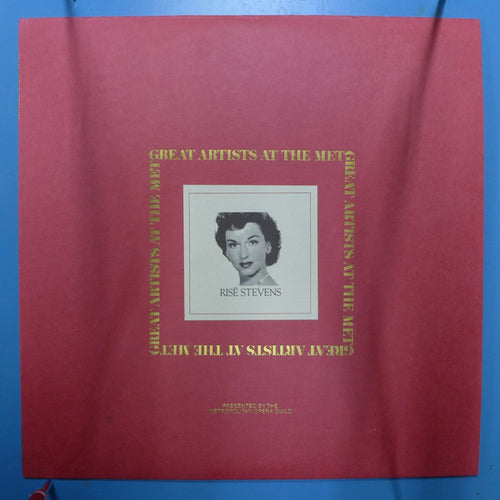 GREAT ARTISTS AT THE MET
GREAT ARTISTS AT THE MET
GREAT ARTISTS AT THE MET
GREAT ARTISTS AT THE MET
RISË STEVENS
PRESENTED BY THE
METROPOLITAN OPERA GUILD